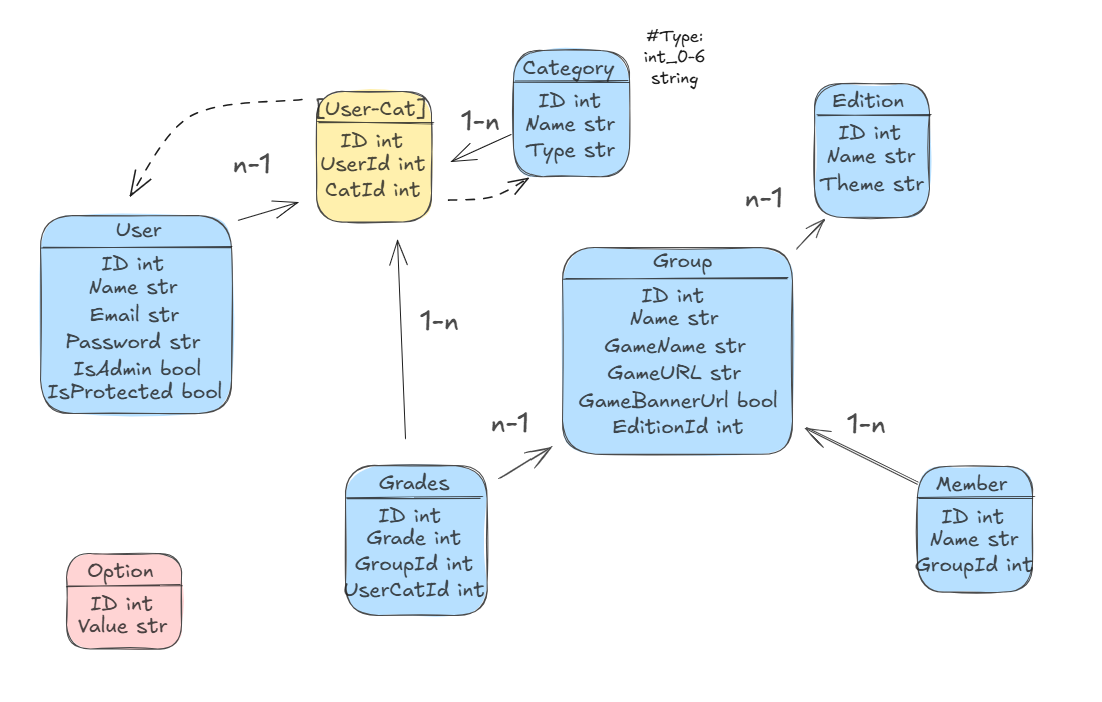 #Type:
int_0-6
string
Category
ID int
Name str
Type str
[User-Cat]
ID int
UserId int
CatId int
1-n
n-1
Edition
ID int
Name str
Theme str
n-1
User
ID int
Name str
Email str
Password str
IsAdmin bool
IsProtected bool
Group
ID int
Name str
GameName str
GameURL str
GameBannerUrl bool
EditionId int
1-n
n-1
1-n
Grades
ID int
Grade int
GroupId int
UserCatId int
Member
ID int
Name str
GroupId int
Option
ID int
Value str